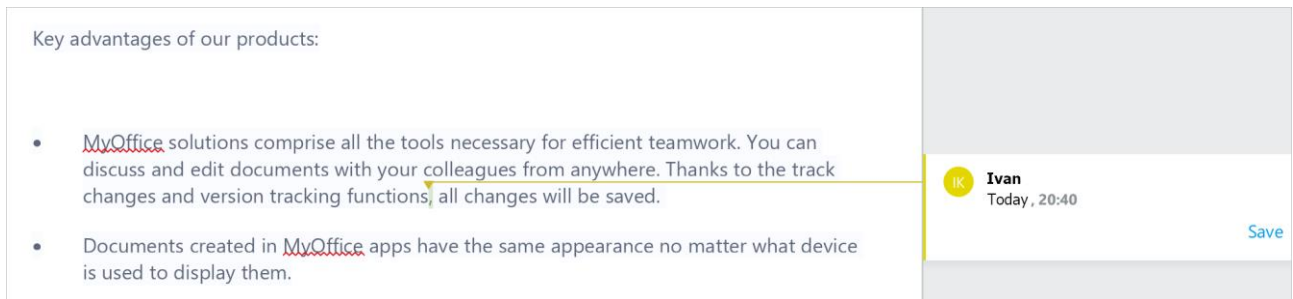 Key advantages of our products:
• MyOffice solutions comprise all the tools necessary for efficient teamwork. You can
discuss and edit documents with your colleagues from anywhere. Thanks to the track
changes and version tracking functions, all changes will be saved.
• Documents created in MyOffice apps have the same appearance no matter what device
is used to display them.
IK Ivan
Today, 20:40
Save